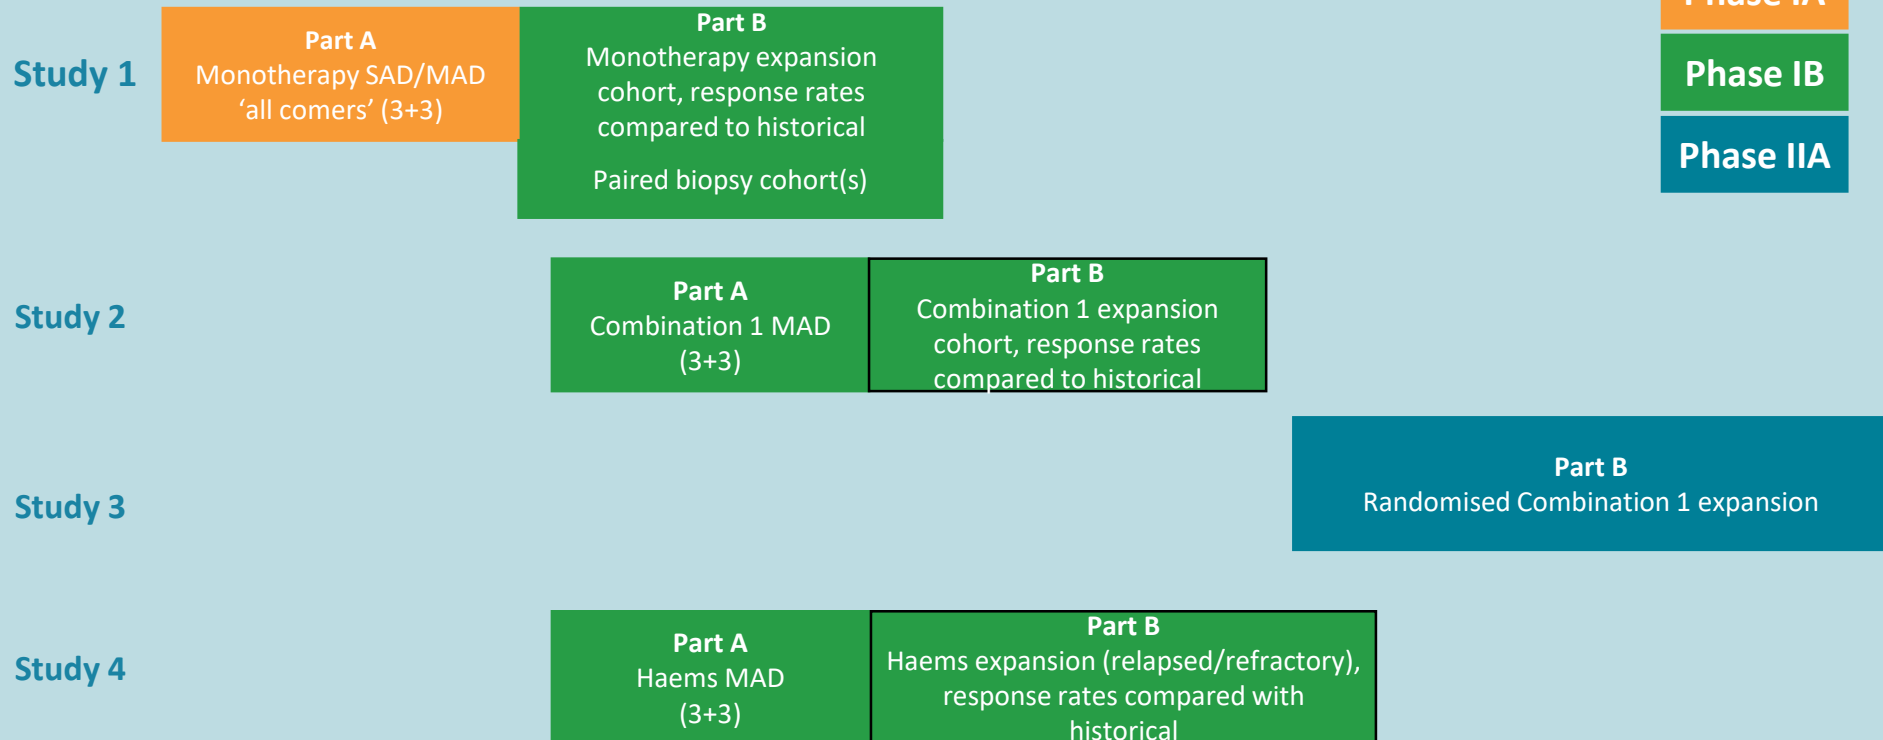 Phase IA
Phase IB
Phase IIA
Study 1
Part A
Monotherapy SAD/MAD
‘all comers’ (3+3)
Part B
Monotherapy expansion
cohort, response rates
compared to historical
Paired biopsy cohort(s)
Study 2
Part A
Combination 1 MAD
(3+3)
Part B
Combination 1 expansion
cohort, response rates
compared to historical
Study 3
Part B
Randomised Combination 1 expansion
Study 4
Part A
Haems MAD
(3+3)
Part B
Haems expansion (relapsed/refractory),
response rates compared with
historical